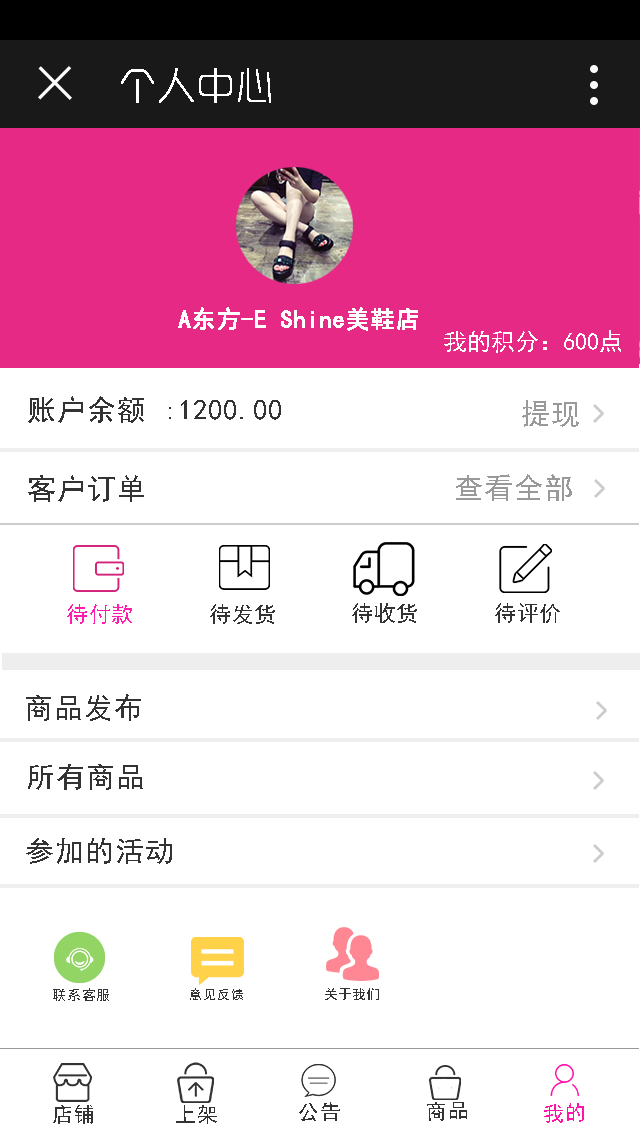 个人中心
A东方-E Shine美鞋店
我的积分：600点
账户余额 :1200.00 提现
客户订单 查看全部
待付款 待发货 待收货 待评价
商品发布
所有商品
参加的活动
联系客服 意见反馈 关于我们
店铺 上架 公告 商品 我的